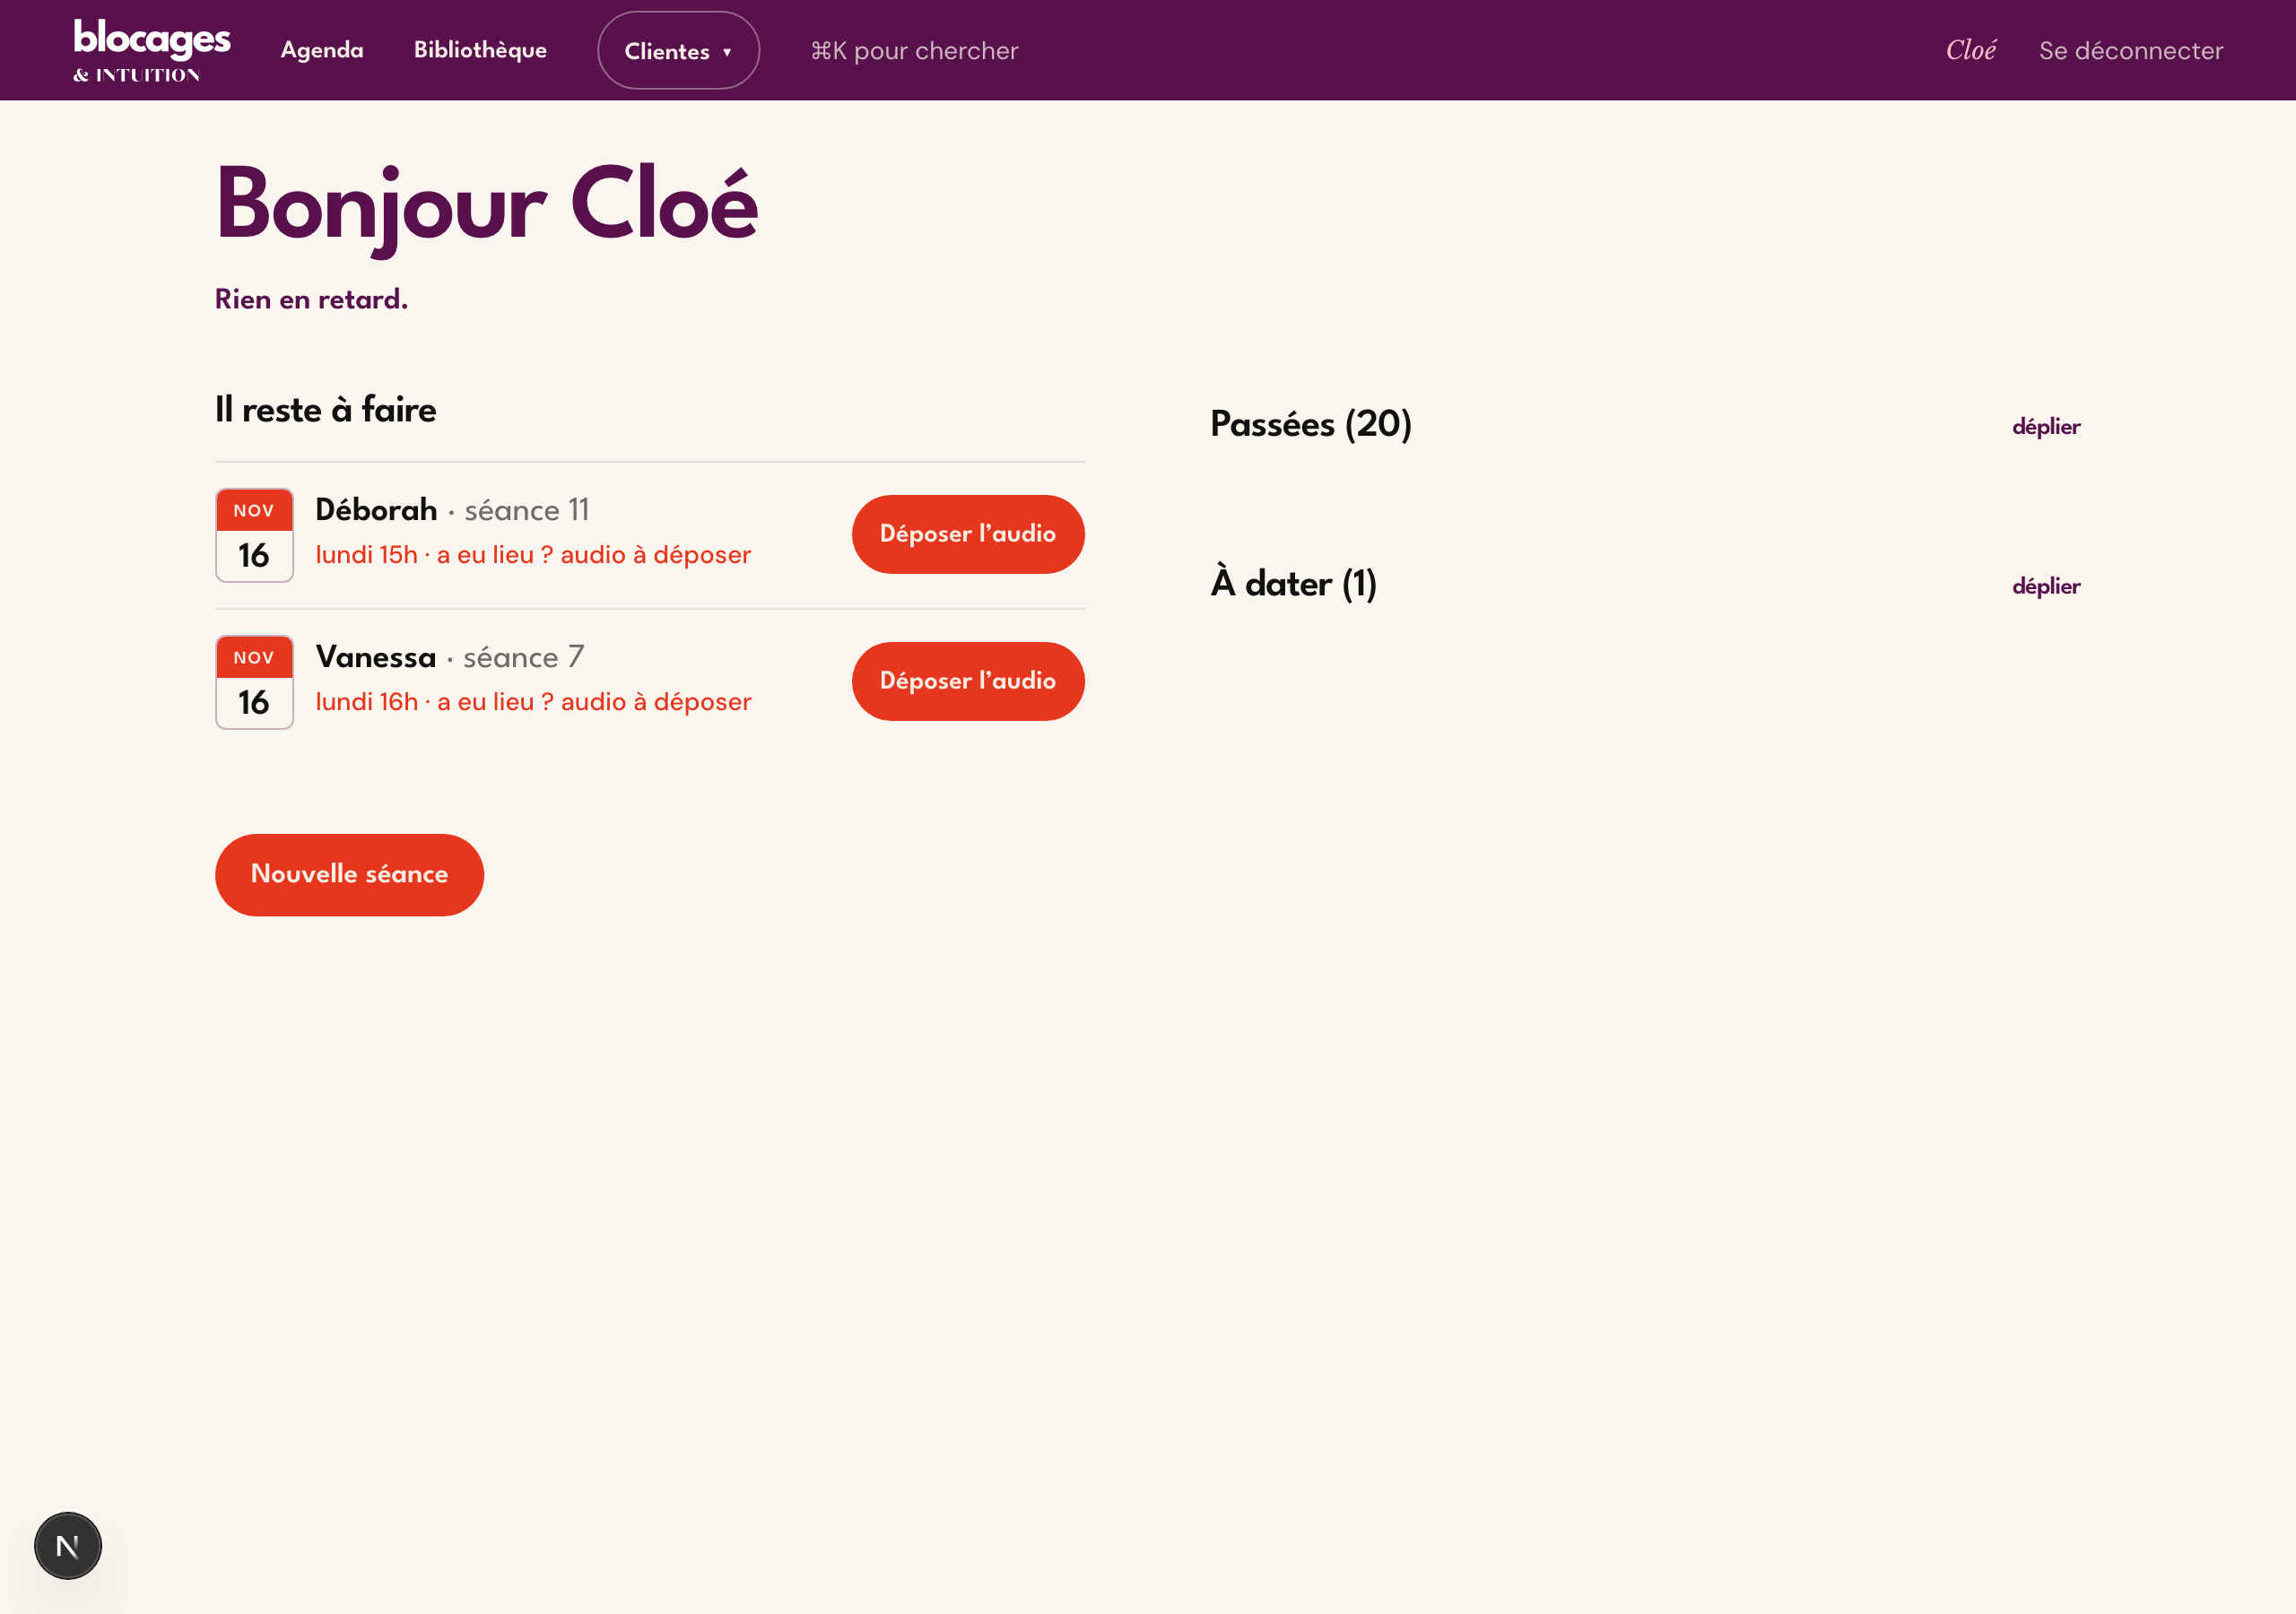 blocages
& INTUITION
Agenda
Bibliothèque
Clientes ▾
⌘K pour chercher
Cloé
Se déconnecter
Bonjour Cloé
Rien en retard.
Il reste à faire
NOV
16
Déborah · séance 11
lundi 15h · a eu lieu ? audio à déposer
Déposer l’audio
NOV
16
Vanessa · séance 7
lundi 16h · a eu lieu ? audio à déposer
Déposer l’audio
Nouvelle séance
Passées (20)
déplier
À dater (1)
déplier
N